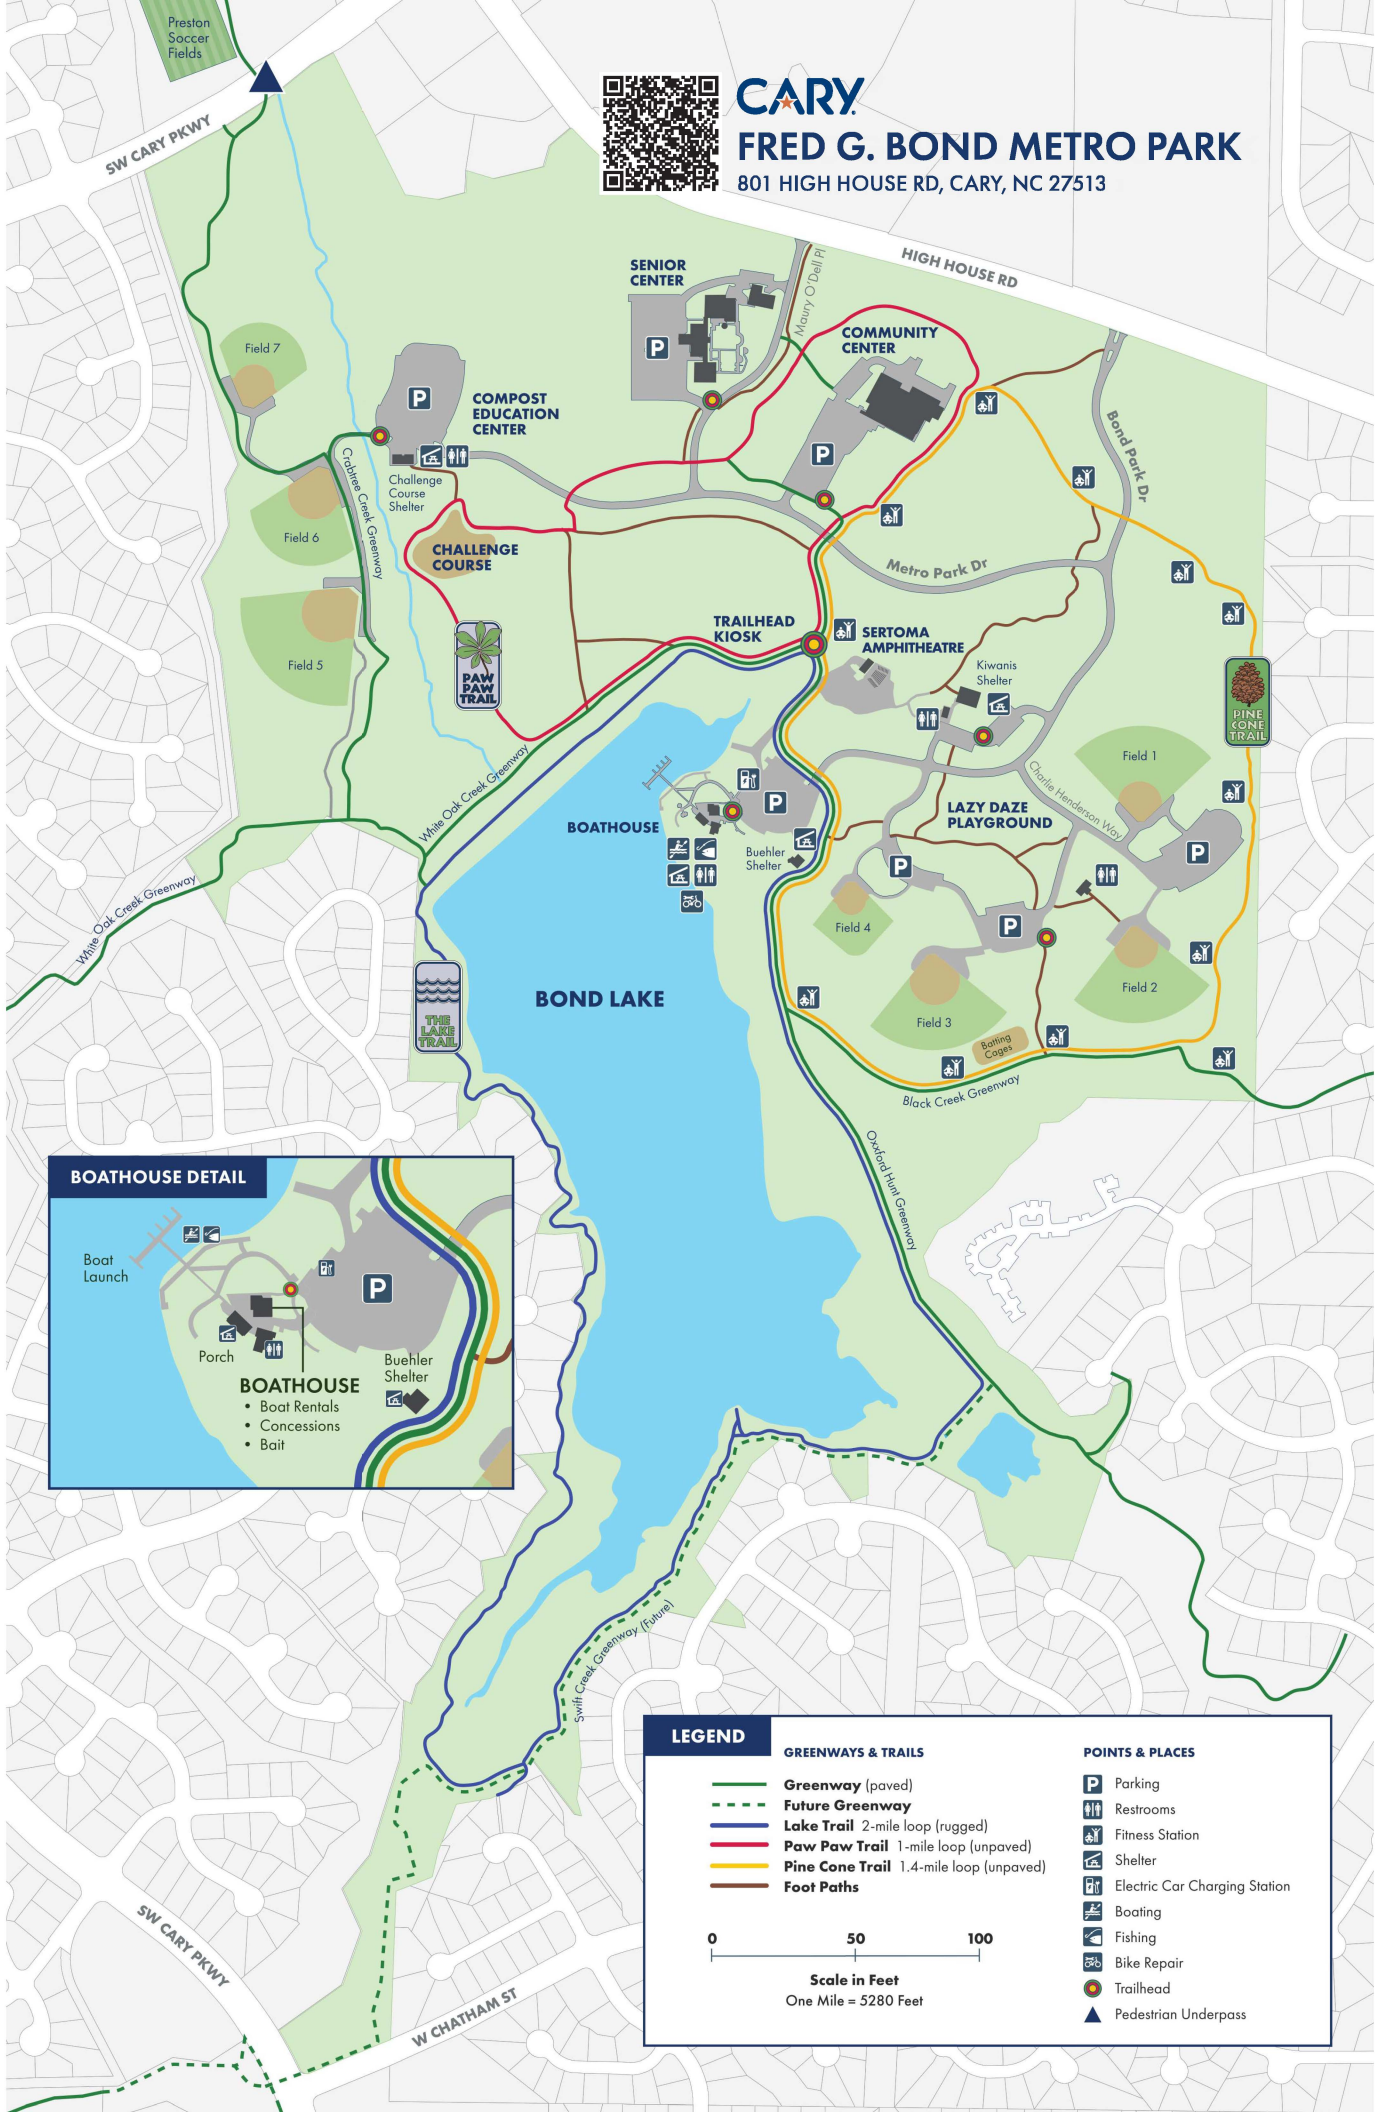 Preston
Soccer
Fields
SW CARY PKWY
CARY
FRED G. BOND METRO PARK
801 HIGH HOUSE RD, CARY, NC 27513
HIGH HOUSE RD
SENIOR
CENTER
P
Maury O'Dell Pl
COMMUNITY
CENTER
P
Field 7
P
COMPOST
EDUCATION
CENTER
Challenge
Course
Shelter
Crabtree Creek Greenway
Field 6
CHALLENGE
COURSE
Field 5
Bond Park Dr
Metro Park Dr
PAW
PAW
TRAIL
TRAILHEAD
KIOSK
SERTOMA
AMPHITHEATRE
Kiwanis
Shelter
PINE
CONE
TRAIL
White Oak Creek Greenway
White Oak Creek Greenway
BOATHOUSE
P
Buehler
Shelter
LAZY DAZE
PLAYGROUND
Charlie Henderson Way
Field 1
P
P
P
Field 4
Field 3
Field 2
Batting
Cages
Black Creek Greenway
BOND LAKE
THE
LAKE
TRAIL
Oxxford Hunt Greenway
BOATHOUSE DETAIL
Boat
Launch
P
Porch
Buehler
Shelter
BOATHOUSE
• Boat Rentals
• Concessions
• Bait
Swift Creek Greenway (Future)
SW CARY PKWY
W CHATHAM ST
LEGEND
GREENWAYS & TRAILS
Greenway (paved)
Future Greenway
Lake Trail 2-mile loop (rugged)
Paw Paw Trail 1-mile loop (unpaved)
Pine Cone Trail 1.4-mile loop (unpaved)
Foot Paths
0 50 100
Scale in Feet
One Mile = 5280 Feet
POINTS & PLACES
P Parking
Restrooms
Fitness Station
Shelter
Electric Car Charging Station
Boating
Fishing
Bike Repair
Trailhead
Pedestrian Underpass